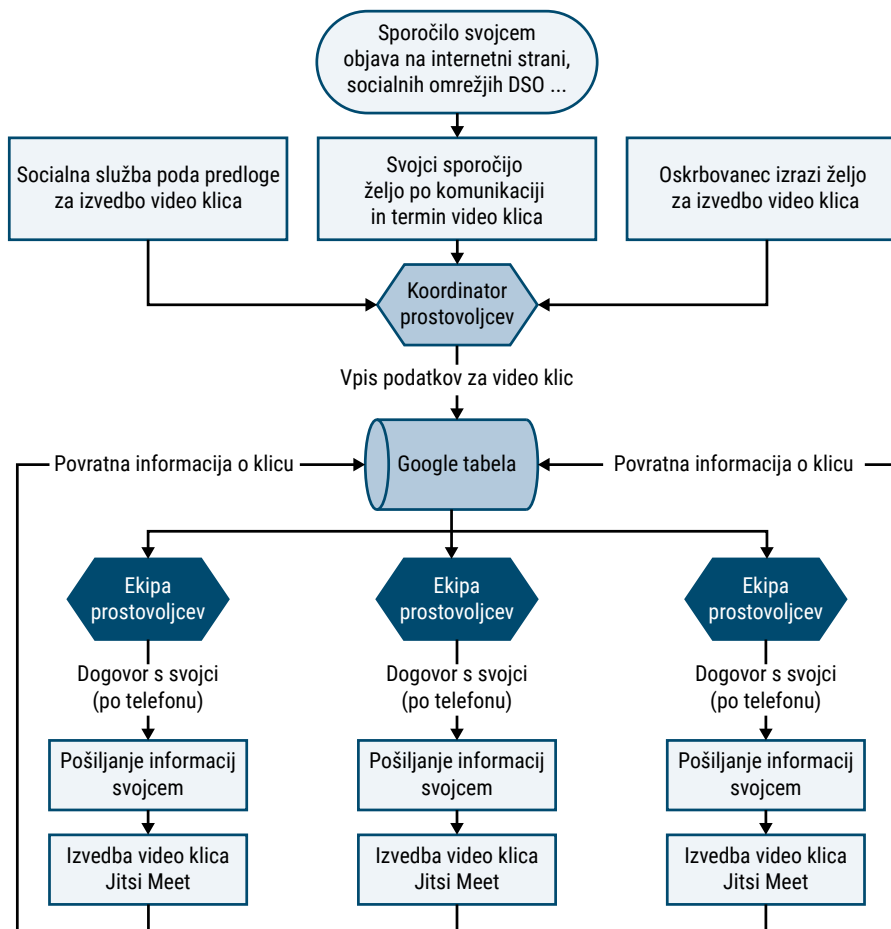 Sporočilo svojcem
objava na internetni strani,
socialnih omrežjih DSO ...
Socialna služba poda predloge
za izvedbo video klica
Svojci sporočijo
željo po komunikaciji
in termin video klica
Oskrbovanec izrazi željo
za izvedbo video klica
Koordinator
prostovoljcev
Vpis podatkov za video klic
Povratna informacija o klicu
Google tabela
Povratna informacija o klicu
Ekipa
prostovoljcev
Ekipa
prostovoljcev
Ekipa
prostovoljcev
Dogovor s svojci
(po telefonu)
Dogovor s svojci
(po telefonu)
Dogovor s svojci
(po telefonu)
Pošiljanje informacij
svojcem
Pošiljanje informacij
svojcem
Pošiljanje informacij
svojcem
Izvedba video klica
Jitsi Meet
Izvedba video klica
Jitsi Meet
Izvedba video klica
Jitsi Meet